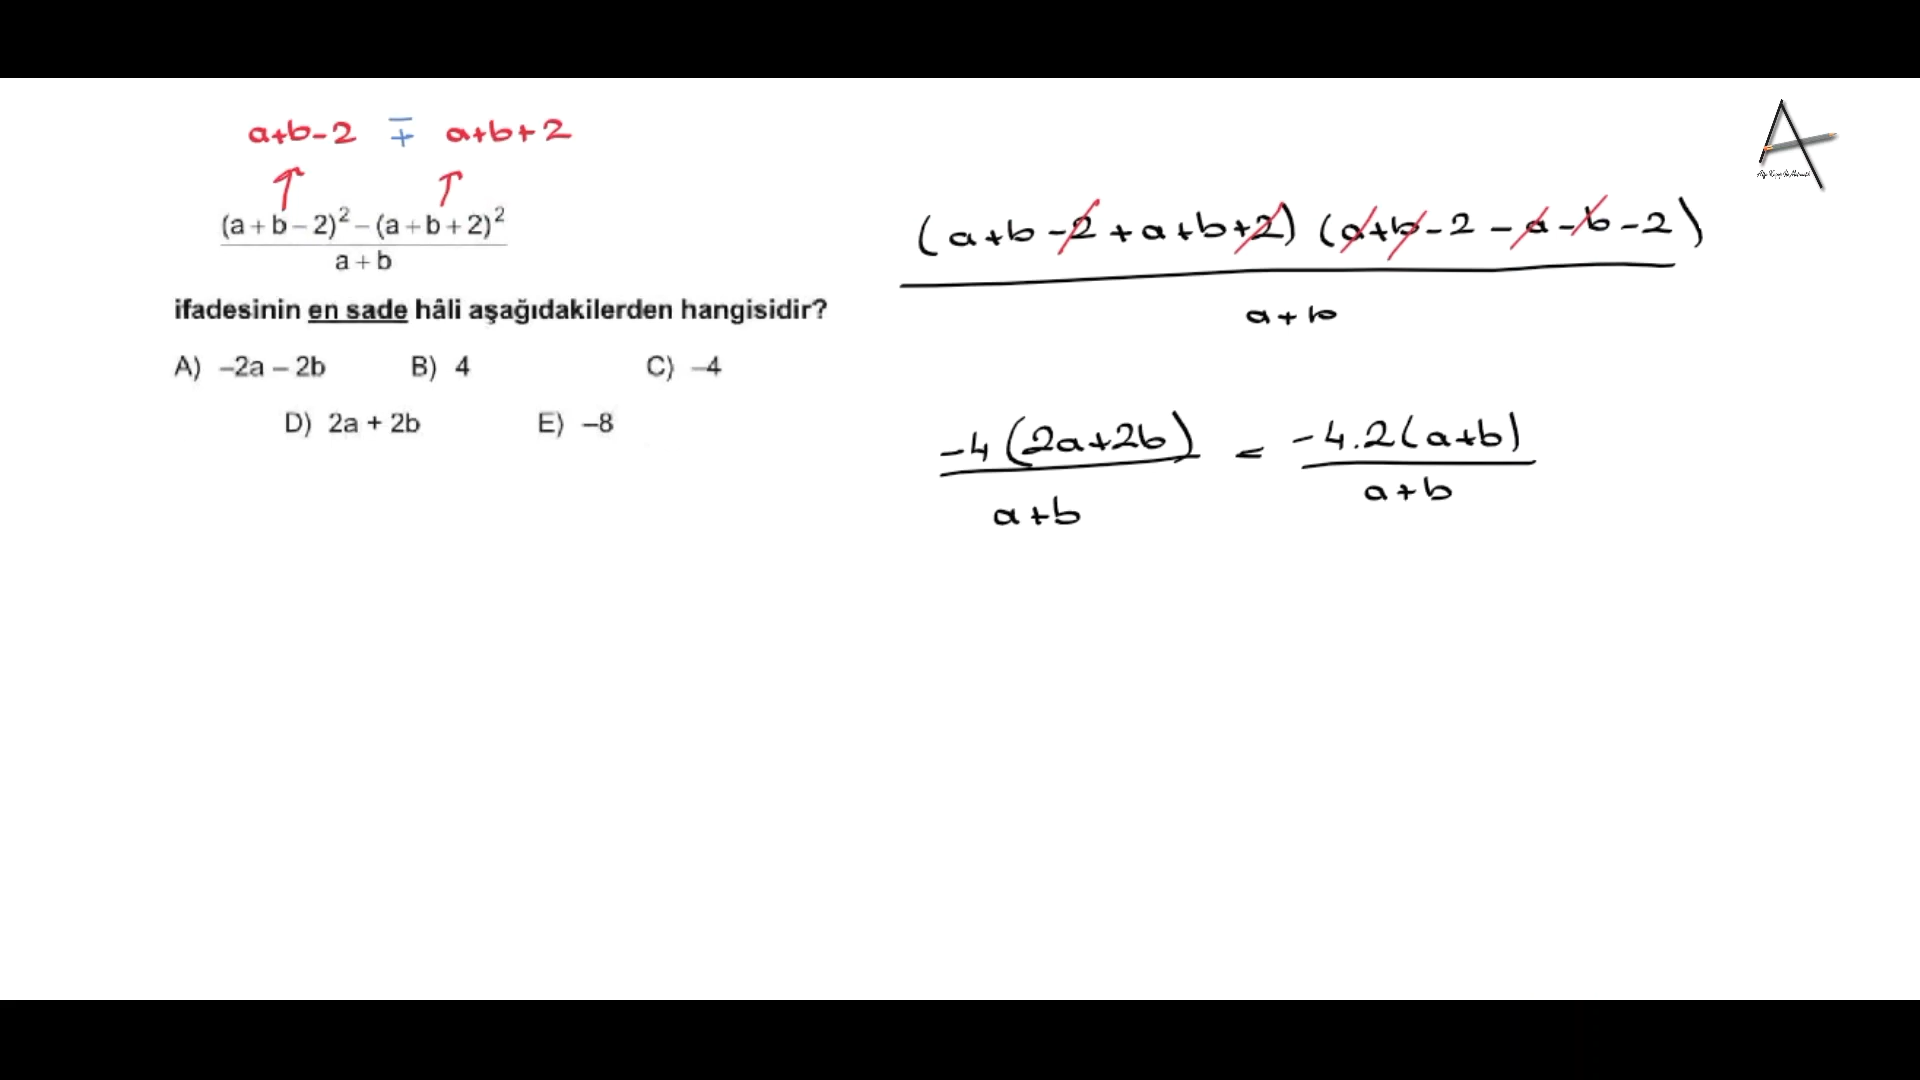 a+b-2 ∓ a+b+2
(a+b−2)² − (a+b+2)²
a + b
ifadesinin en sade hâli aşağıdakilerden hangisidir?
A) −2a − 2b B) 4 C) −4
D) 2a + 2b E) −8
(a+b-2+a+b+2) (a+b-2-a-b-2)
a+b
-4(2a+2b) = -4.2(a+b)
a+b a+b